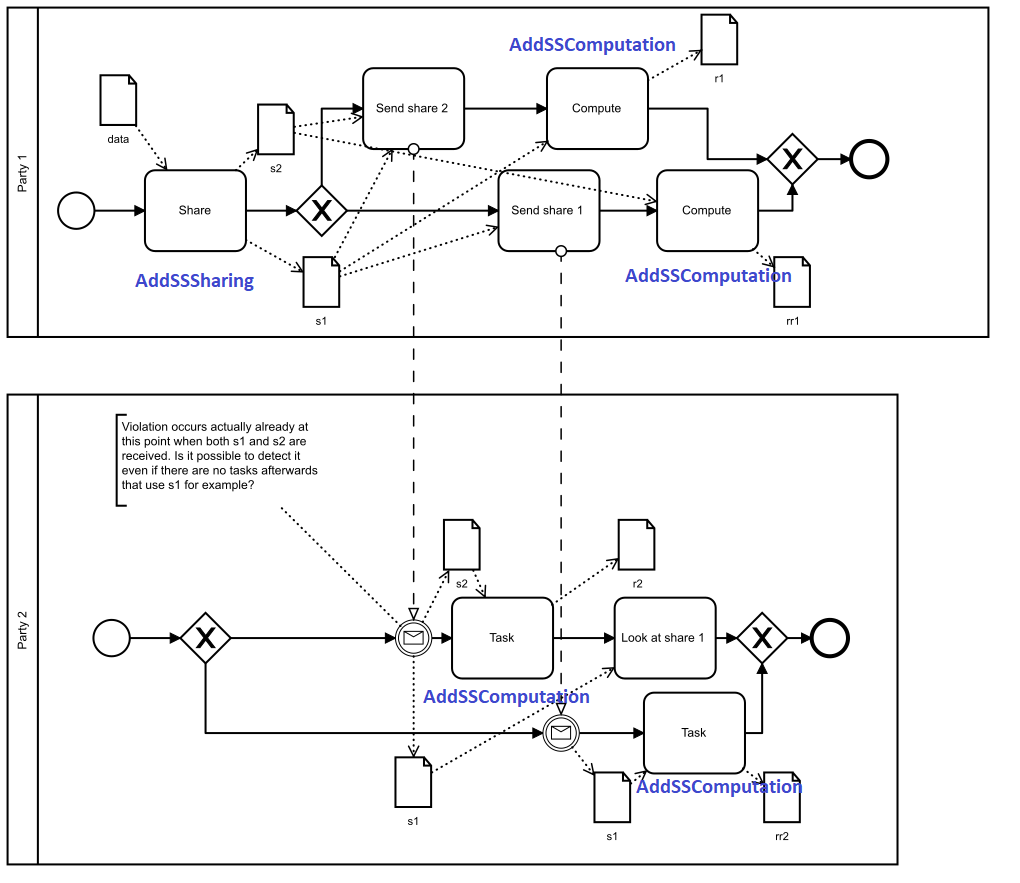 Party 1
AddSSComputation
r1
data
s2
Send share 2
Compute
Share
Send share 1
Compute
AddSSSharing
AddSSComputation
s1
rr1
Party 2
Violation occurs actually already at
this point when both s1 and s2 are
received. Is it possible to detect it
even if there are no tasks afterwards
that use s1 for example?
s2
r2
Task
Look at share 1
AddSSComputation
Task
AddSSComputation
s1
s1
rr2